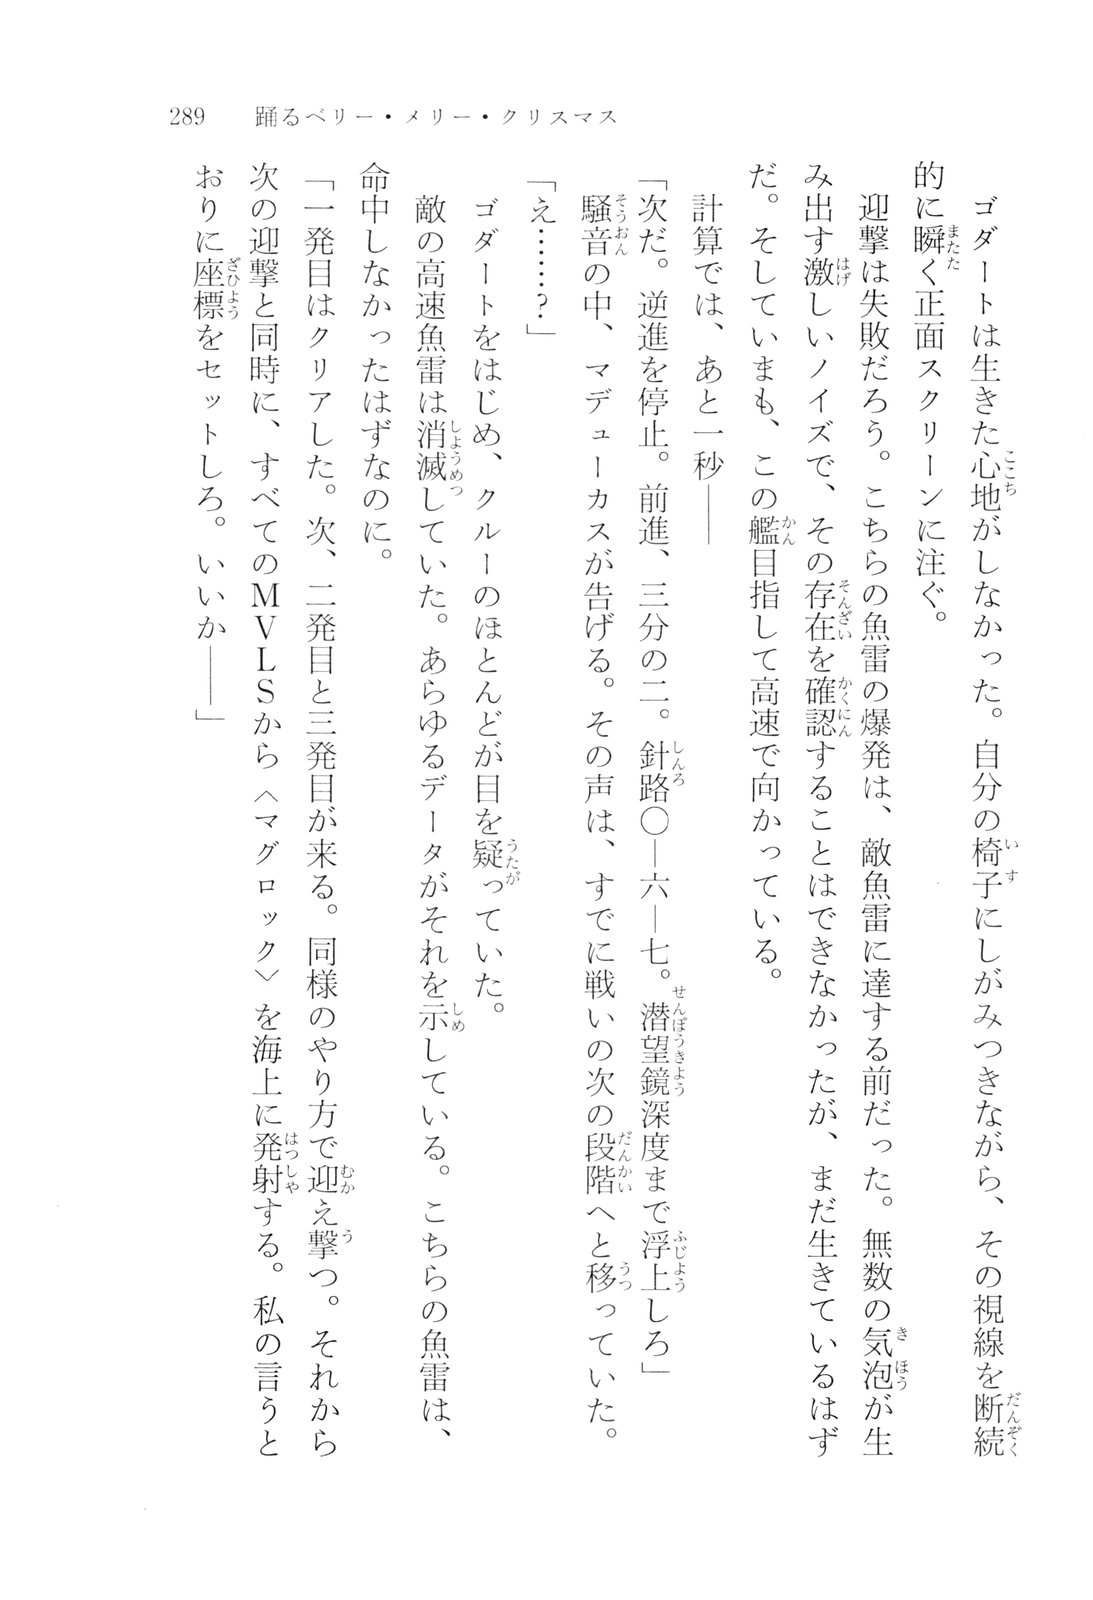 289　踊るベリー・メリー・クリスマス
　ゴダートは生きた心地がしなかった。自分の椅子にしがみつきながら、その視線を断続
的に瞬く正面スクリーンに注ぐ。
　迎撃は失敗だろう。こちらの魚雷の爆発は、敵魚雷に達する前だった。無数の気泡が生
み出す激しいノイズで、その存在を確認することはできなかったが、まだ生きているはず
だ。そしていまも、この艦目指して高速で向かっている。
　計算では、あと一秒――
「次だ。逆進を停止。前進、三分の二。針路〇―六―七。潜望鏡深度まで浮上しろ」
　騒音の中、マデューカスが告げる。その声は、すでに戦いの次の段階へと移っていた。
「え……？」
　ゴダートをはじめ、クルーのほとんどが目を疑っていた。
　敵の高速魚雷は消滅していた。あらゆるデータがそれを示している。こちらの魚雷は、
命中しなかったはずなのに。
「一発目はクリアした。次、二発目と三発目が来る。同様のやり方で迎え撃つ。それから
次の迎撃と同時に、すべてのMVLSから〈マグロック〉を海上に発射する。私の言うと
おりに座標をセットしろ。いいか――」